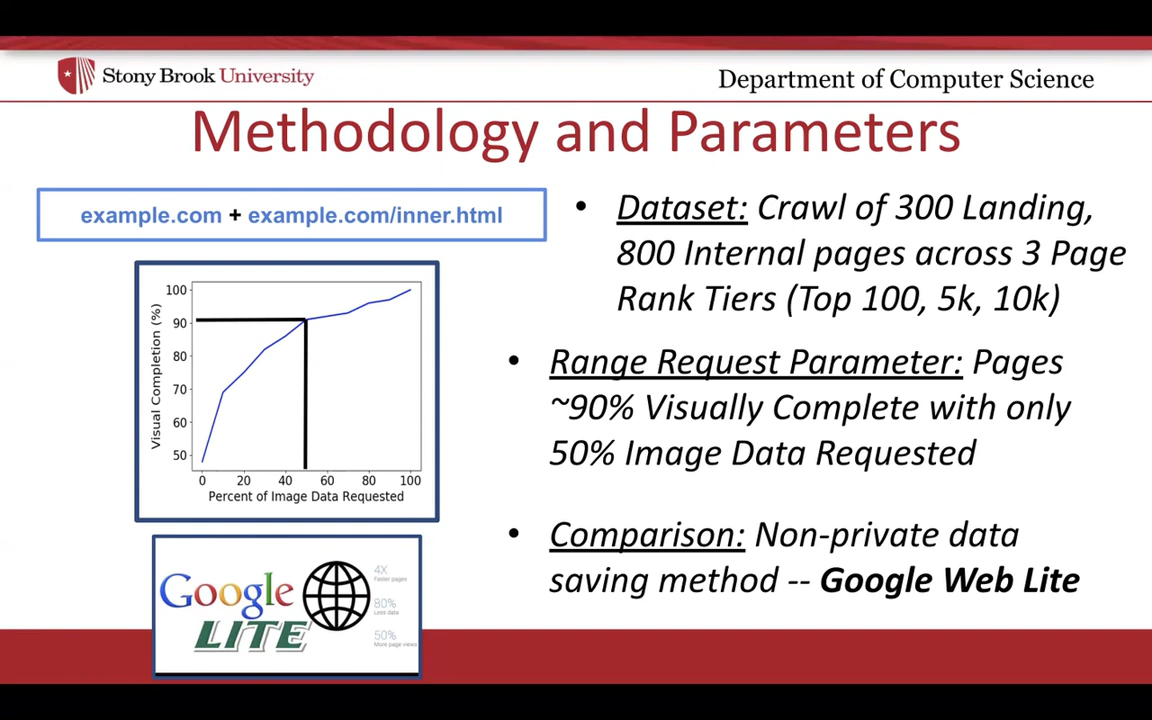 Stony Brook University
Department of Computer Science
Methodology and Parameters
example.com + example.com/inner.html
• Dataset: Crawl of 300 Landing,
800 Internal pages across 3 Page
Rank Tiers (Top 100, 5k, 10k)
Visual Completion (%)
100
90
80
70
60
50
0 20 40 60 80 100
Percent of Image Data Requested
• Range Request Parameter: Pages
~90% Visually Complete with only
50% Image Data Requested
• Comparison: Non-private data
saving method -- Google Web Lite
Google
LITE
4X
Faster pages
80%
Less data
50%
More page views